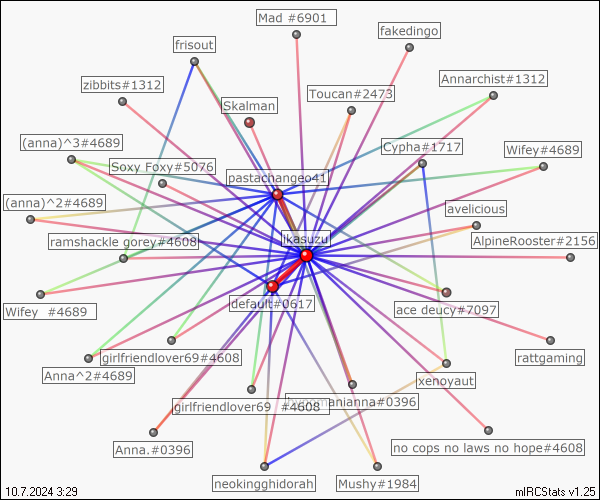 Mad #6901
frisout
fakedingo
zibbits#1312
Annarchist#1312
Skalman
Toucan#2473
(anna)^3#4689
Cypha#1717
Wifey#4689
Soxy Foxy#5076
pastachangeo41
(anna)^2#4689
avelicious
ramshackle gorey#4608
ikasuzu
AlpineRooster#2156
Wifey #4689
default#0617
ace deucy#7097
girlfriendlover69#4608
rattgaming
Anna^2#4689
xenoyaut
girlfriendlover69 #4608
Anna.#0396
no cops no laws no hope#4608
neokingghidorah
Mushy#1984
10.7.2024 3:29
mIRCStats v1.25